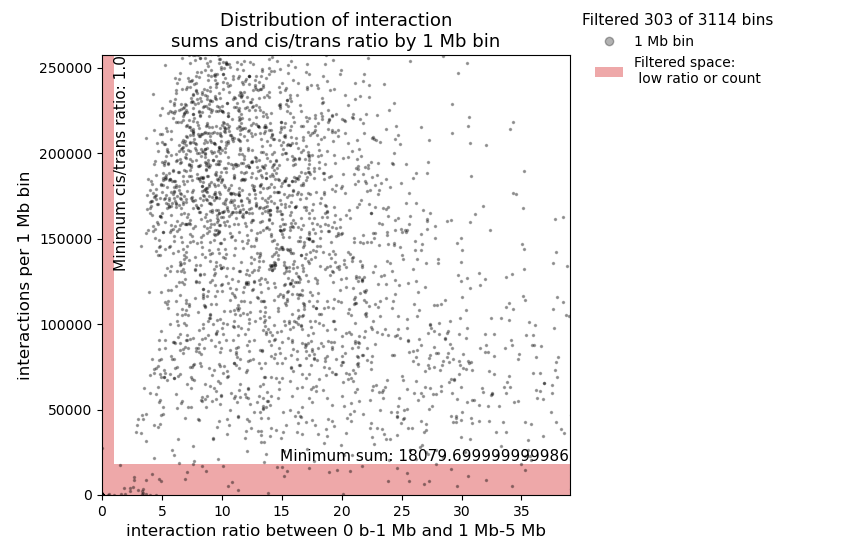 Distribution of interaction
sums and cis/trans ratio by 1 Mb bin
Filtered 303 of 3114 bins
1 Mb bin
Filtered space:
low ratio or count
interactions per 1 Mb bin
250000
200000
150000
100000
50000
0
Minimum cis/trans ratio: 1.0
Minimum sum: 18079.699999999986
0 5 10 15 20 25 30 35
interaction ratio between 0 b-1 Mb and 1 Mb-5 Mb